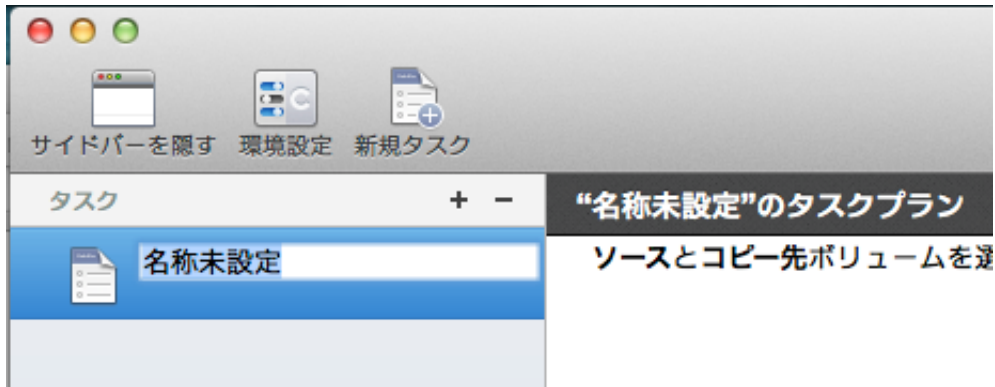 サイドバーを隠す 環境設定 新規タスク
タスク + −
“名称未設定”のタスクプラン
名称未設定
ソースとコピー先ボリュームを選